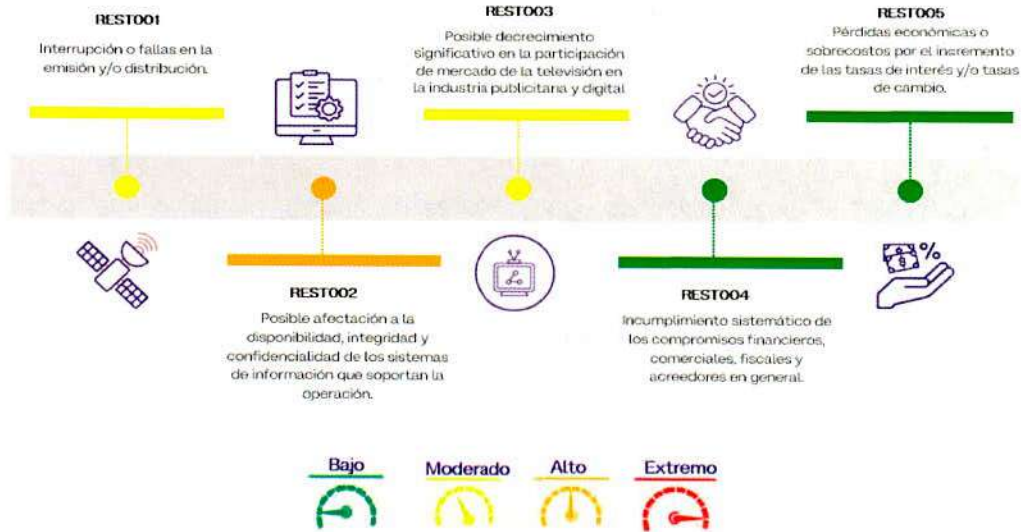 REST001
Interrupción o fallas en la
emisión y/o distribución.
REST002
Posible afectación a la
disponibilidad, integridad y
confidencialidad de los sistemas
de información que soportan la
operación.
REST003
Posible decrecimiento
significativo en la participación
de mercado de la televisión en
la industria publicitaria y digital
REST004
Incumplimiento sistemático de
los compromisos financieros,
comerciales, fiscales y
acreedores en general.
REST005
Pérdidas económicas o
sobrecostos por el incremento
de las tasas de interés y/o tasas
de cambio.
Bajo
Moderado
Alto
Extremo